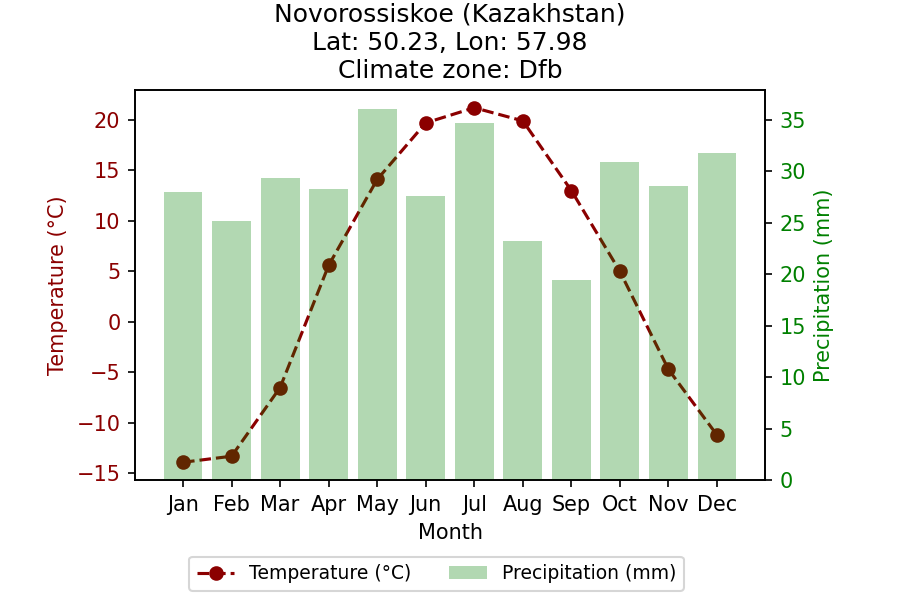 Novorossiskoe (Kazakhstan)
Lat: 50.23, Lon: 57.98
Climate zone: Dfb
Temperature (°C)
20
15
10
5
0
−5
−10
−15
35
30
25
20
15
10
5
0
Precipitation (mm)
Jan Feb Mar Apr May Jun Jul Aug Sep Oct Nov Dec
Month
Temperature (°C) Precipitation (mm)